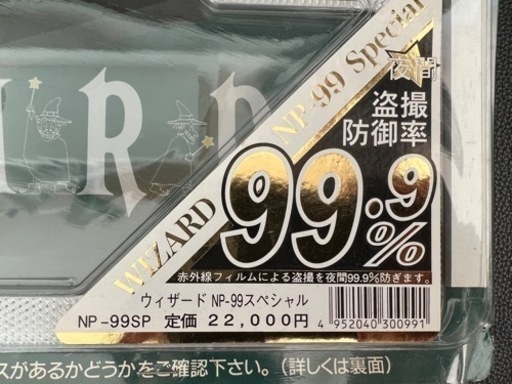 IRD
NP-99 Special
WIZARD
夜間
盗撮
防御率
99.9%
赤外線フィルムによる盗撮を夜間99.9%防ぎます。
ウィザード NP-99スペシャル
NP-99SP 定価 22,000円
4 952040 300991
スがあるかどうかをご確認下さい。(詳しくは裏面)